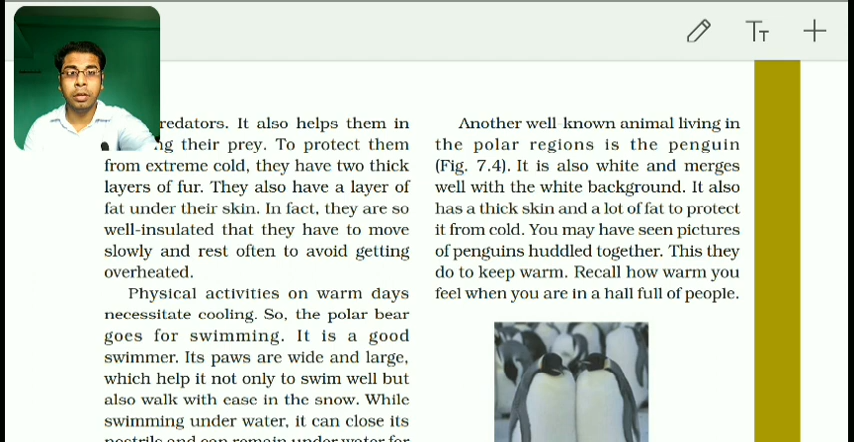 redators. It also helps them in
ng their prey. To protect them
from extreme cold, they have two thick
layers of fur. They also have a layer of
fat under their skin. In fact, they are so
well-insulated that they have to move
slowly and rest often to avoid getting
overheated.
Physical activities on warm days
necessitate cooling. So, the polar bear
goes for swimming. It is a good
swimmer. Its paws are wide and large,
which help it not only to swim well but
also walk with ease in the snow. While
swimming under water, it can close its
nostrils and can remain under water for
Another well known animal living in
the polar regions is the penguin
(Fig. 7.4). It is also white and merges
well with the white background. It also
has a thick skin and a lot of fat to protect
it from cold. You may have seen pictures
of penguins huddled together. This they
do to keep warm. Recall how warm you
feel when you are in a hall full of people.